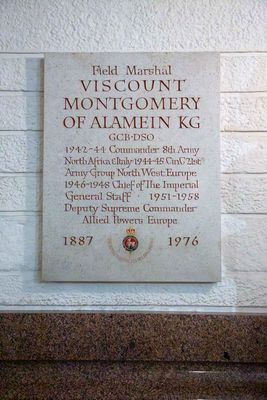 Field Marshal
VISCOUNT
MONTGOMERY
OF ALAMEIN KG
GCB·DSO
1942-44 Commander 8th Army
North Africa & Italy·1944-45 CinC 21st
Army Group North West Europe
1946-1948 Chief of The Imperial
General Staff · 1951-1958
Deputy Supreme Commander
Allied Powers Europe
1887 1976